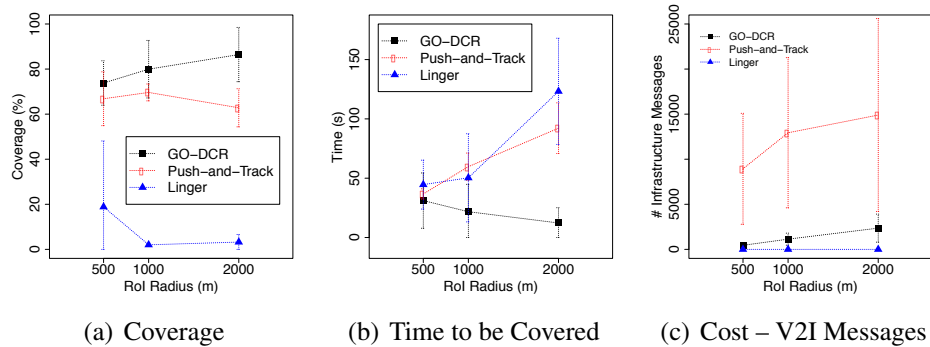 Coverage (%)
0 20 40 60 80 100
GO−DCR
Push−and−Track
Linger
500 1000 2000
RoI Radius (m)
(a) Coverage
Time (s)
0 50 100 150
GO−DCR
Push−and−Track
Linger
500 1000 2000
RoI Radius (m)
(b) Time to be Covered
# Infrastructure Messages
0 5000 15000 25000
GO−DCR
Push−and−Track
Linger
500 1000 2000
RoI Radius (m)
(c) Cost – V2I Messages